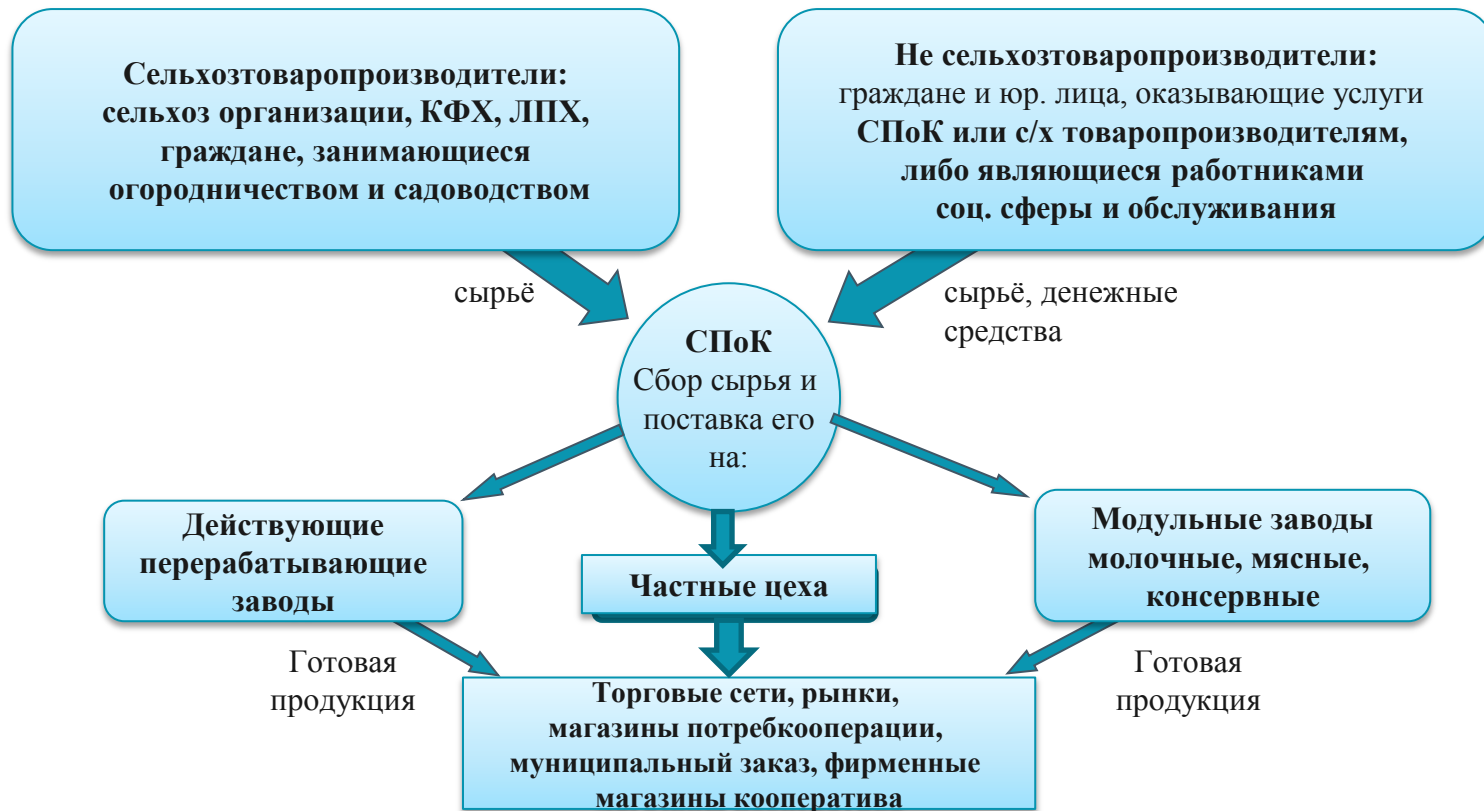 Сельхозтоваропроизводители:
сельхоз организации, КФХ, ЛПХ,
граждане, занимающиеся
огородничеством и садоводством
Не сельхозтоваропроизводители:
граждане и юр. лица, оказывающие услуги
СПоК или с/х товаропроизводителям,
либо являющиеся работниками
соц. сферы и обслуживания
сырьё
сырьё, денежные
средства
СПоК
Сбор сырья и
поставка его
на:
Действующие
перерабатывающие
заводы
Частные цеха
Модульные заводы
молочные, мясные,
консервные
Готовая
продукция
Готовая
продукция
Торговые сети, рынки,
магазины потребкооперации,
муниципальный заказ, фирменные
магазины кооператива